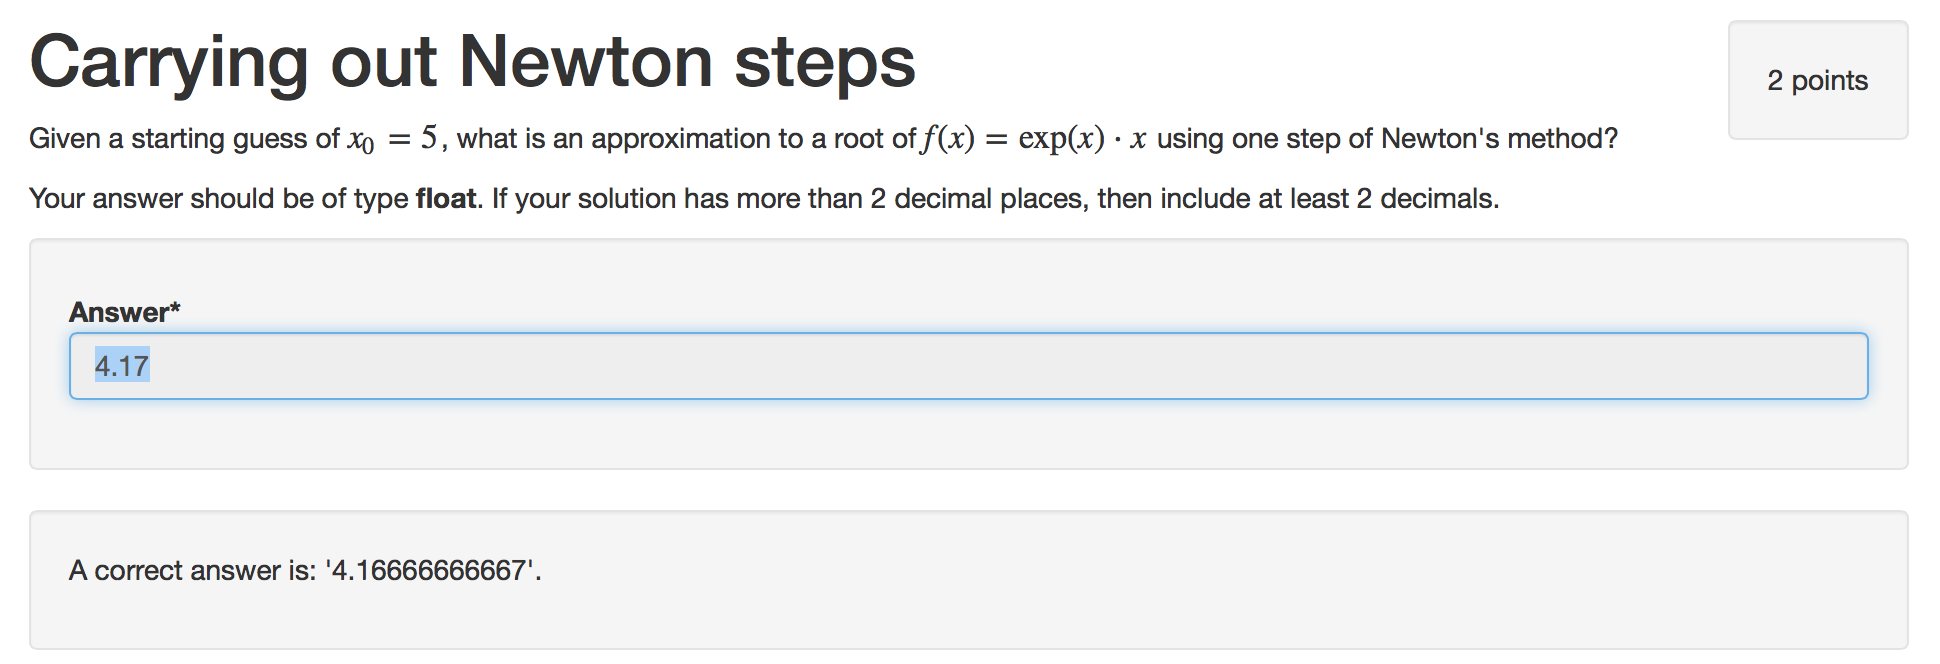 Carrying out Newton steps
2 points
Given a starting guess of x₀ = 5, what is an approximation to a root of f(x) = exp(x) · x using one step of Newton's method?
Your answer should be of type float. If your solution has more than 2 decimal places, then include at least 2 decimals.
Answer*
4.17
A correct answer is: '4.16666666667'.